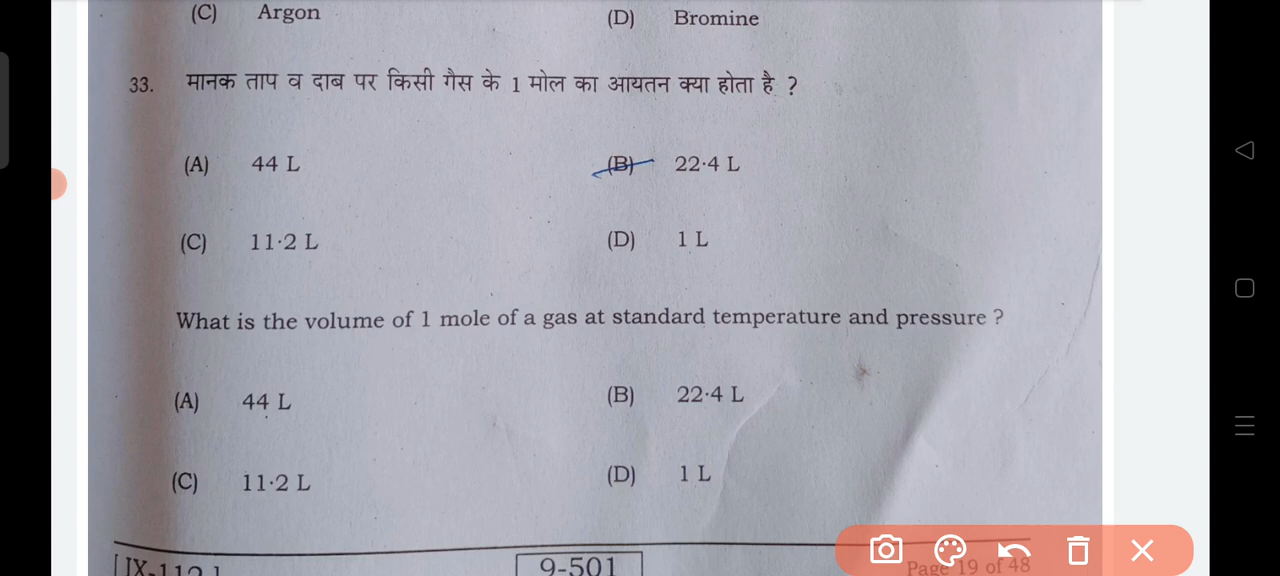 (C) Argon (D) Bromine
33. मानक ताप व दाब पर किसी गैस के 1 मोल का आयतन क्या होता है ?
(A) 44 L (B) 22·4 L
(C) 11·2 L (D) 1 L
What is the volume of 1 mole of a gas at standard temperature and pressure ?
(A) 44 L (B) 22·4 L
(C) 11·2 L (D) 1 L
9-501 Page 19 of 48